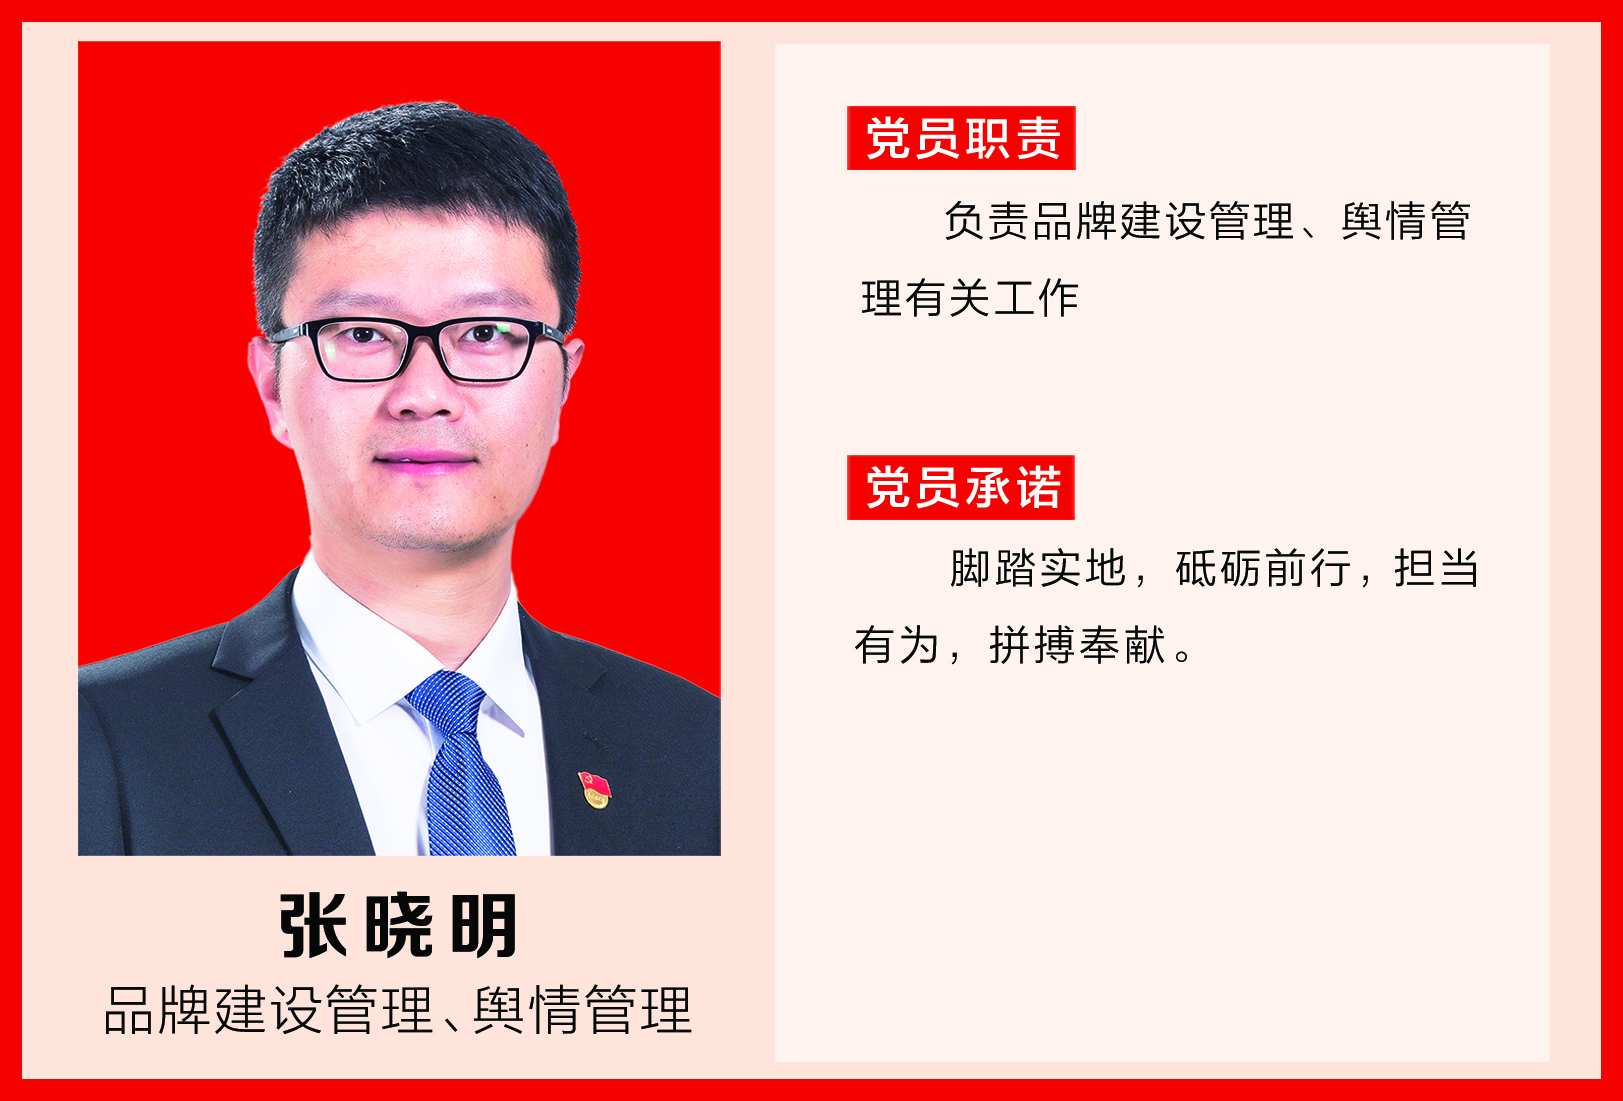 张晓明
品牌建设管理、舆情管理
党员职责
负责品牌建设管理、舆情管
理有关工作
党员承诺
脚踏实地，砥砺前行，担当
有为，拼搏奉献。